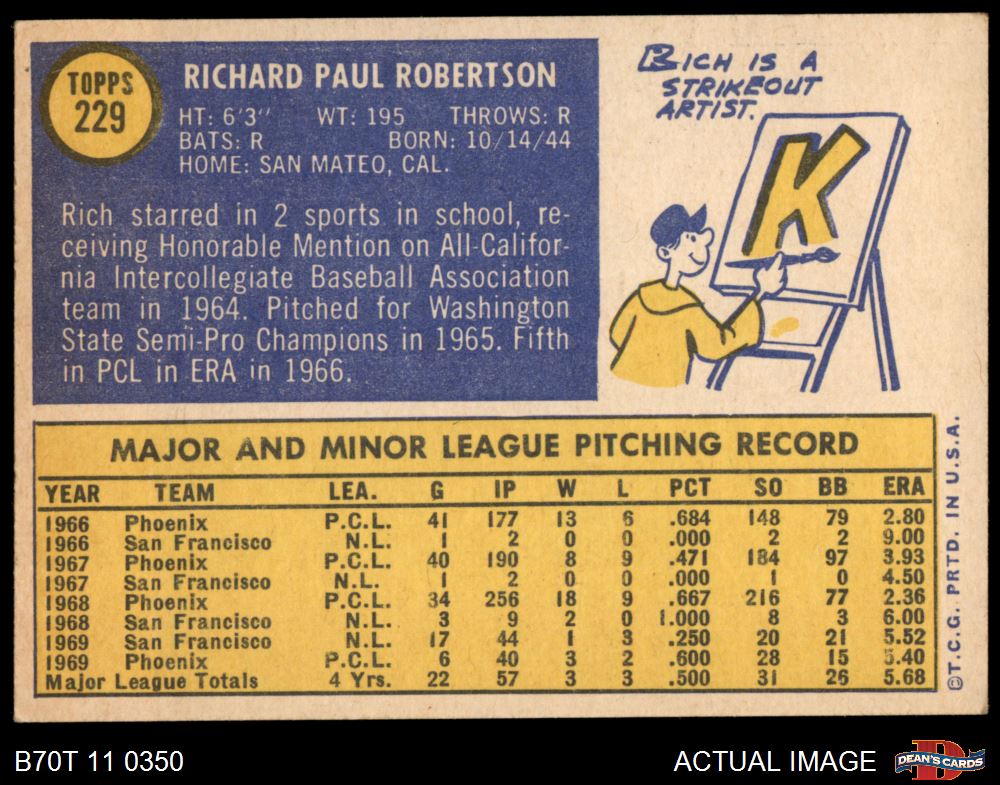 TOPPS
229
RICHARD PAUL ROBERTSON
HT: 6'3" WT: 195 THROWS: R
BATS: R BORN: 10/14/44
HOME: SAN MATEO, CAL.
Rich starred in 2 sports in school, re-
ceiving Honorable Mention on All-Califor-
nia Intercollegiate Baseball Association
team in 1964. Pitched for Washington
State Semi-Pro Champions in 1965. Fifth
in PCL in ERA in 1966.
RICH IS A
STRIKEOUT
ARTIST.
K
MAJOR AND MINOR LEAGUE PITCHING RECORD
YEAR TEAM LEA. G IP W L PCT SO BB ERA
1966 Phoenix P.C.L. 41 177 13 6 .684 148 79 2.80
1966 San Francisco N.L. 1 2 0 0 .000 2 2 9.00
1967 Phoenix P.C.L. 40 190 8 9 .471 184 97 3.93
1967 San Francisco N.L. 1 2 0 0 .000 1 0 4.50
1968 Phoenix P.C.L. 34 256 18 9 .667 216 77 2.36
1968 San Francisco N.L. 3 9 2 0 1.000 8 3 6.00
1969 San Francisco N.L. 17 44 1 3 .250 20 21 5.52
1969 Phoenix P.C.L. 6 40 3 2 .600 28 15 5.40
Major League Totals 4 Yrs. 22 57 3 3 .500 31 26 5.68
©T.C.G. PRTD. IN U.S.A.
B70T 11 0350
ACTUAL IMAGE
D
DEAN'S CARDS